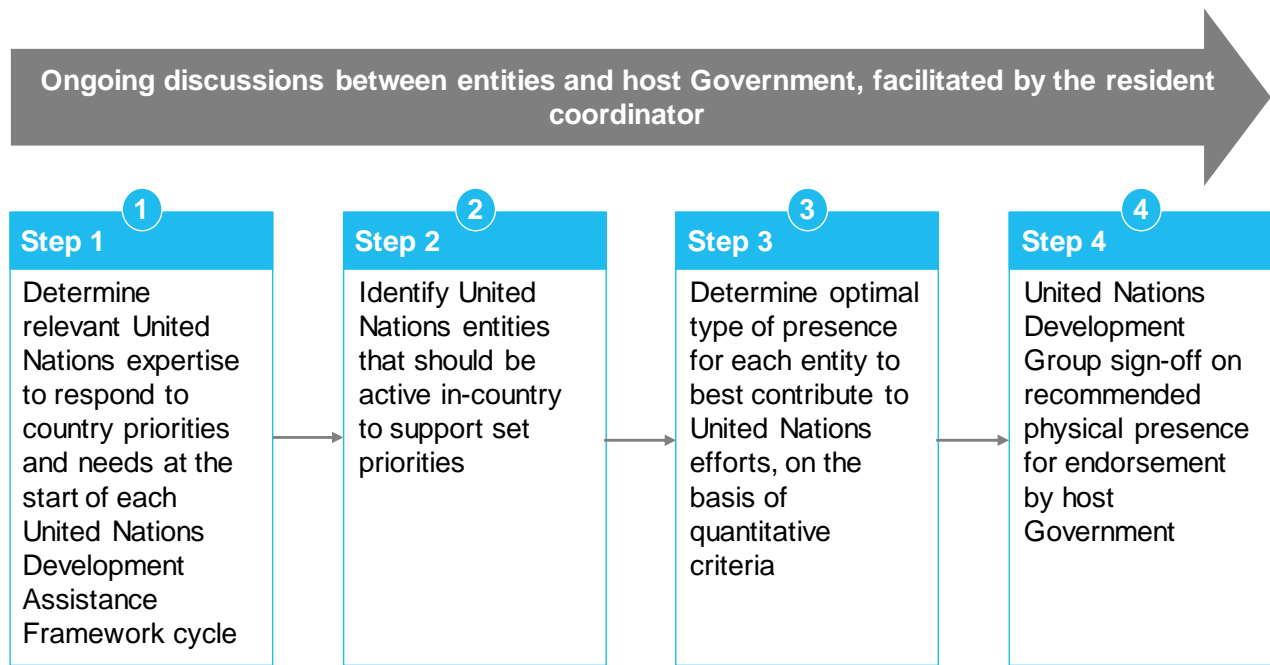 Ongoing discussions between entities and host Government, facilitated by the resident
coordinator
1
Step 1
Determine
relevant United
Nations expertise
to respond to
country priorities
and needs at the
start of each
United Nations
Development
Assistance
Framework cycle
2
Step 2
Identify United
Nations entities
that should be
active in-country
to support set
priorities
3
Step 3
Determine optimal
type of presence
for each entity to
best contribute to
United Nations
efforts, on the
basis of
quantitative
criteria
4
Step 4
United Nations
Development
Group sign-off on
recommended
physical presence
for endorsement
by host
Government